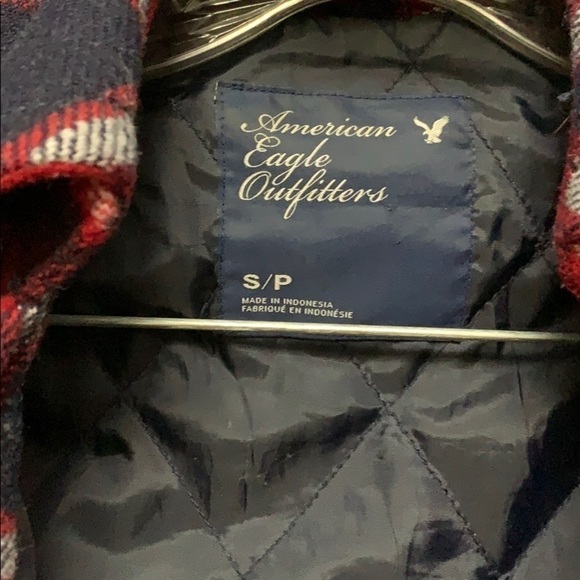 American
Eagle
Outfitters
S/P
MADE IN INDONESIA
FABRIQUÉ EN INDONÉSIE